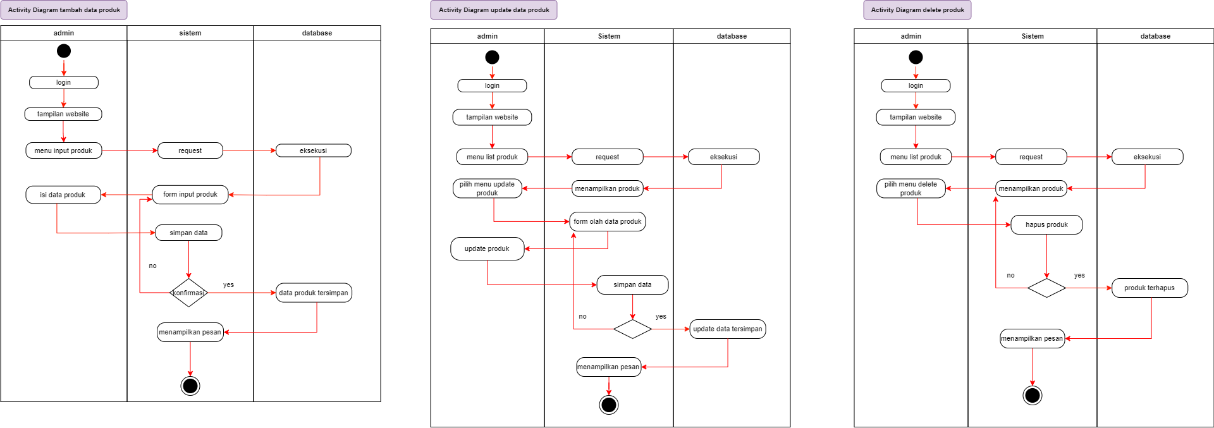 Activity Diagram tambah data produk
admin
sistem
database
login
tampilan website
menu input produk
request
eksekusi
isi data produk
form input produk
simpan data
no
konfirmasi
yes
data produk tersimpan
menampilkan pesan
Activity Diagram update data produk
admin
Sistem
database
login
tampilan website
menu list produk
request
eksekusi
pilih menu update
produk
menampilkan produk
form olah data produk
update produk
simpan data
no
yes
update data tersimpan
menampilkan pesan
Activity Diagram delete produk
admin
Sistem
database
login
tampilan website
menu list produk
request
eksekusi
pilih menu delete
produk
menampilkan produk
hapus produk
no
yes
produk terhapus
menampilkan pesan